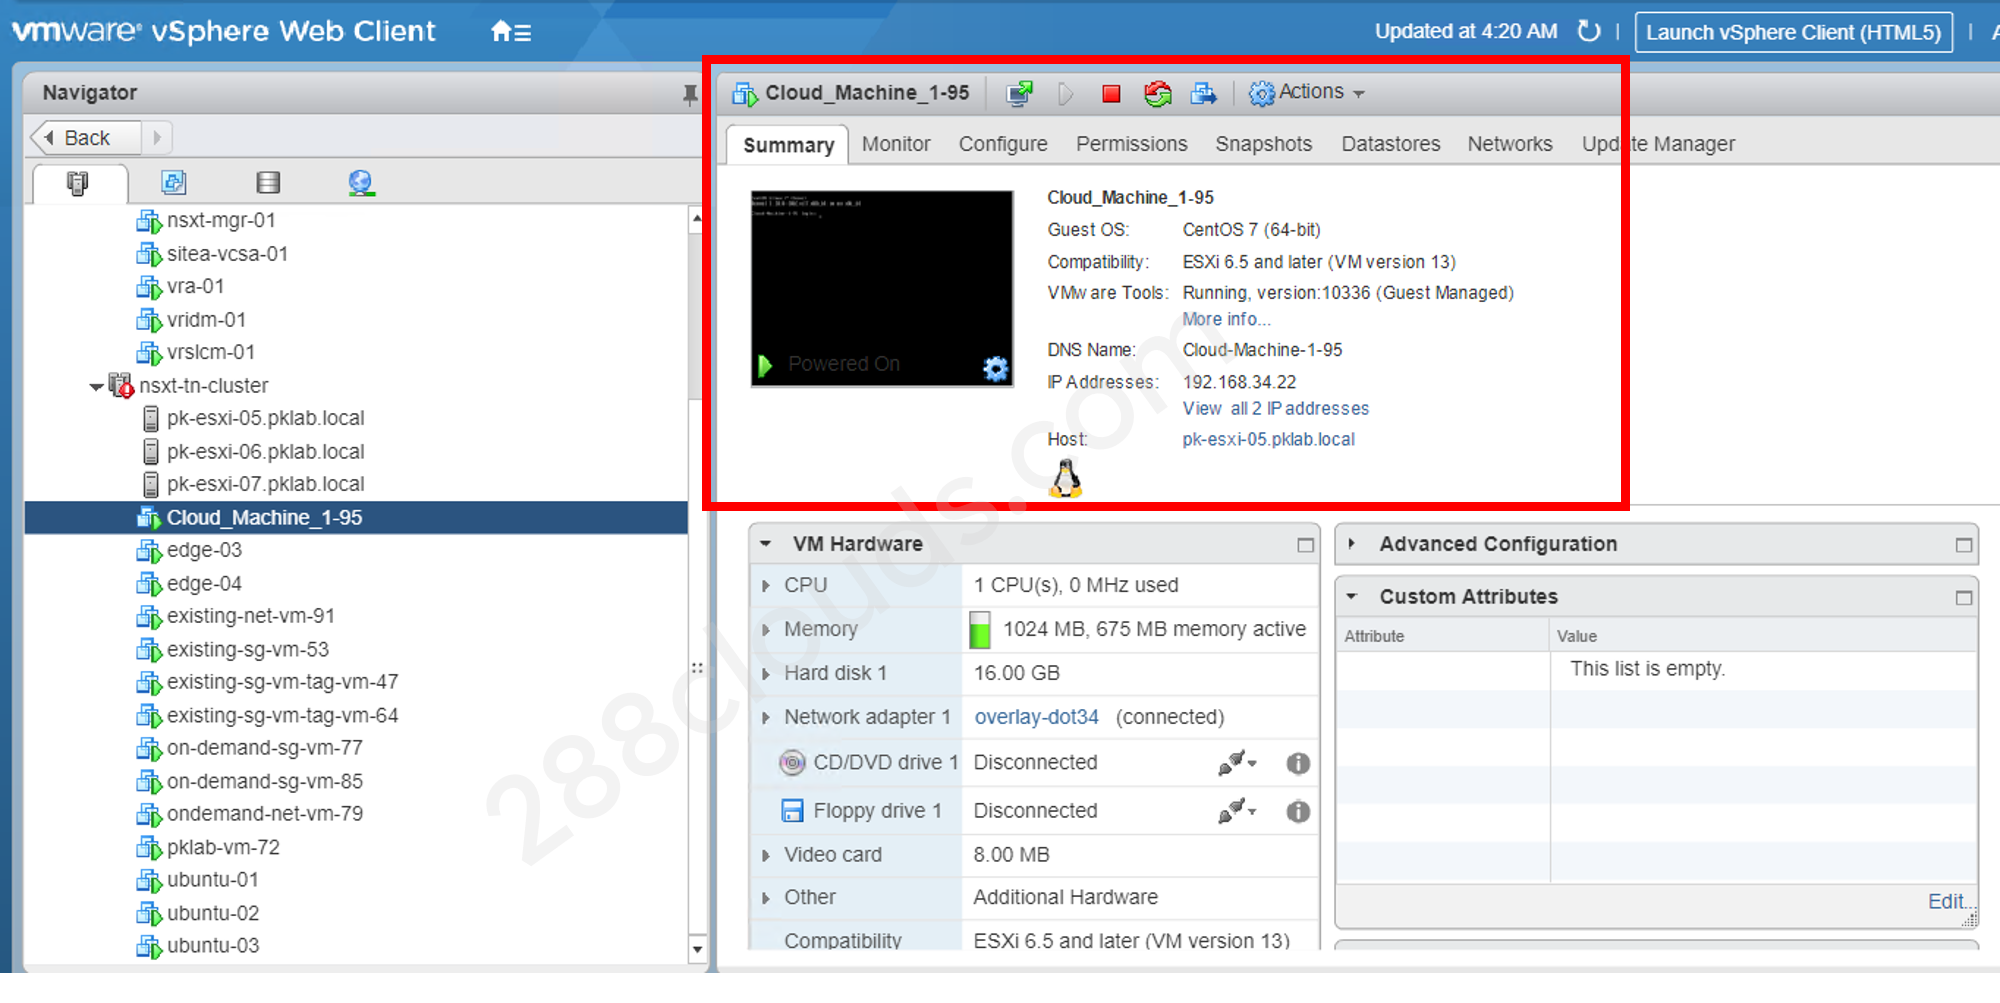 vmware® vSphere Web Client
Updated at 4:20 AM | Launch vSphere Client (HTML5) |
Navigator
Back
nsxt-mgr-01
sitea-vcsa-01
vra-01
vridm-01
vrslcm-01
nsxt-tn-cluster
pk-esxi-05.pklab.local
pk-esxi-06.pklab.local
pk-esxi-07.pklab.local
Cloud_Machine_1-95
edge-03
edge-04
existing-net-vm-91
existing-sg-vm-53
existing-sg-vm-tag-vm-47
existing-sg-vm-tag-vm-64
on-demand-sg-vm-77
on-demand-sg-vm-85
ondemand-net-vm-79
pklab-vm-72
ubuntu-01
ubuntu-02
ubuntu-03
Cloud_Machine_1-95 Actions
Summary Monitor Configure Permissions Snapshots Datastores Networks Update Manager
Powered On
Cloud_Machine_1-95
Guest OS: CentOS 7 (64-bit)
Compatibility: ESXi 6.5 and later (VM version 13)
VMware Tools: Running, version:10336 (Guest Managed)
More info...
DNS Name: Cloud-Machine-1-95
IP Addresses: 192.168.34.22
View all 2 IP addresses
Host: pk-esxi-05.pklab.local
VM Hardware
CPU 1 CPU(s), 0 MHz used
Memory 1024 MB, 675 MB memory active
Hard disk 1 16.00 GB
Network adapter 1 overlay-dot34 (connected)
CD/DVD drive 1 Disconnected
Floppy drive 1 Disconnected
Video card 8.00 MB
Other Additional Hardware
Compatibility ESXi 6.5 and later (VM version 13)
Advanced Configuration
Custom Attributes
Attribute Value
This list is empty.
Edit...
288clouds.com